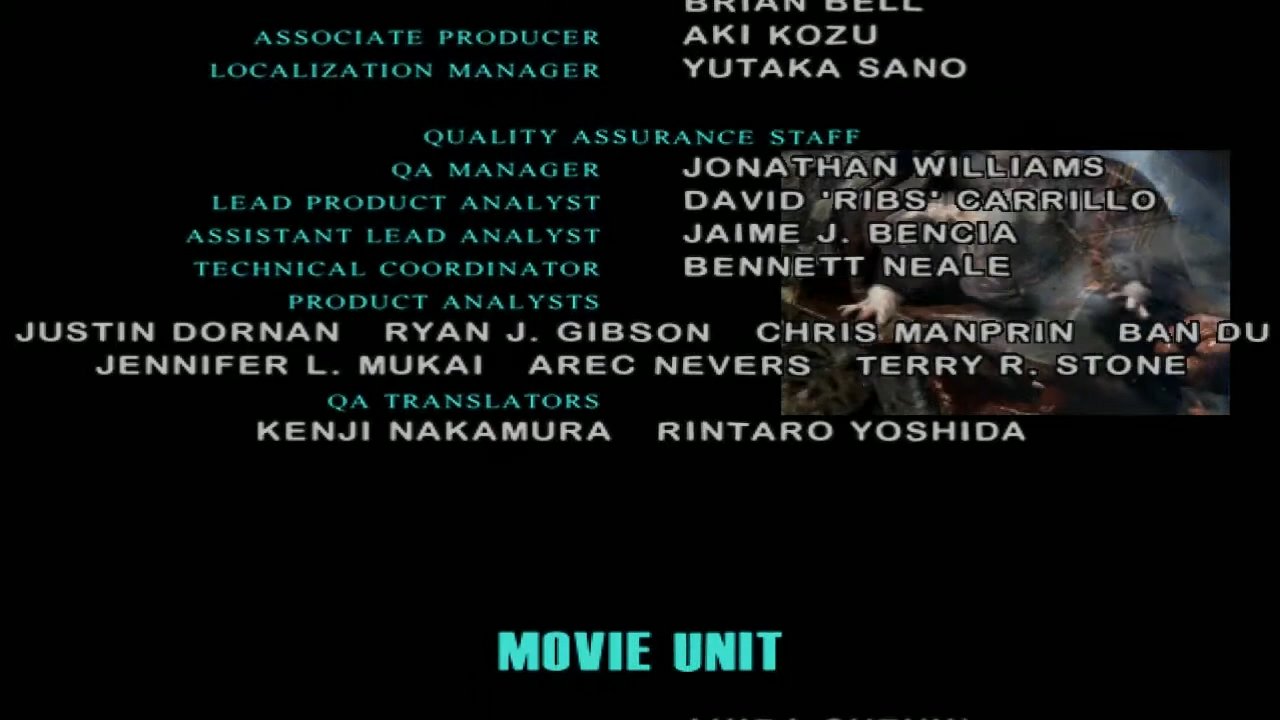 BRIAN BELL
ASSOCIATE PRODUCER AKI KOZU
LOCALIZATION MANAGER YUTAKA SANO
QUALITY ASSURANCE STAFF
QA MANAGER JONATHAN WILLIAMS
LEAD PRODUCT ANALYST DAVID 'RIBS' CARRILLO
ASSISTANT LEAD ANALYST JAIME J. BENCIA
TECHNICAL COORDINATOR BENNETT NEALE
PRODUCT ANALYSTS
JUSTIN DORNAN RYAN J. GIBSON CHRIS MANPRIN BAN DU
JENNIFER L. MUKAI AREC NEVERS TERRY R. STONE
QA TRANSLATORS
KENJI NAKAMURA RINTARO YOSHIDA
MOVIE UNIT